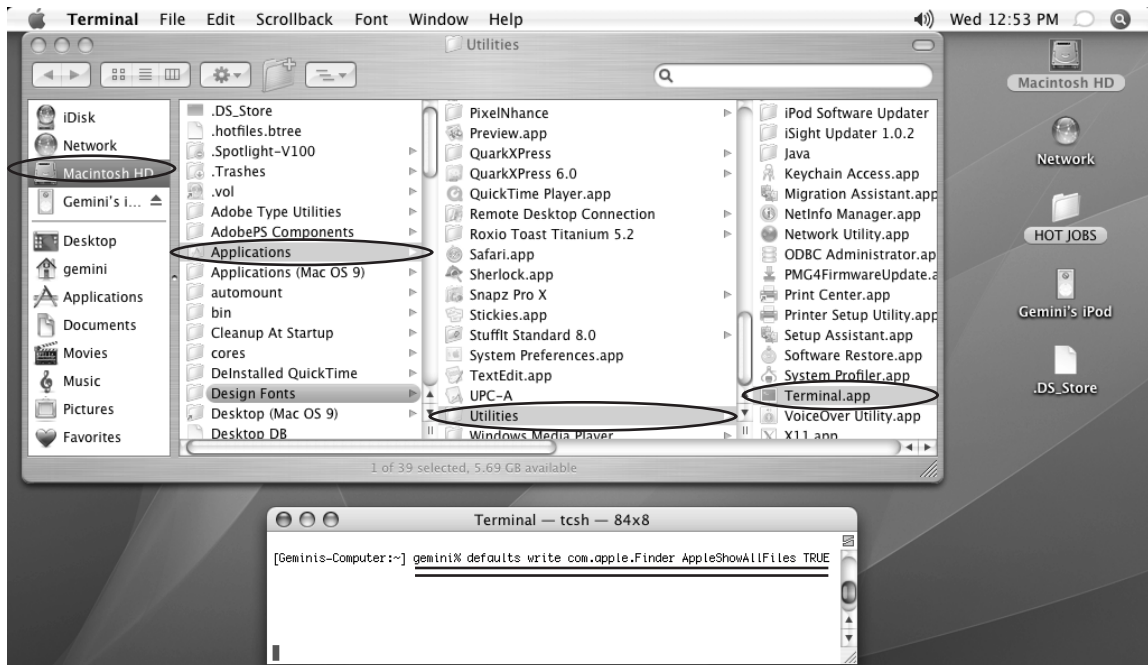 Terminal File Edit Scrollback Font Window Help Wed 12:53 PM
Utilities
iDisk
Network
Macintosh HD
Gemini's i...
Desktop
gemini
Applications
Documents
Movies
Music
Pictures
Favorites
.DS_Store
.hotfiles.btree
.Spotlight-V100
.Trashes
.vol
Adobe Type Utilities
AdobePS Components
Applications
Applications (Mac OS 9)
automount
bin
Cleanup At Startup
cores
DeInstalled QuickTime
Design Fonts
Desktop (Mac OS 9)
Desktop DB
PixelNhance
Preview.app
QuarkXPress
QuarkXPress 6.0
QuickTime Player.app
Remote Desktop Connection
Roxio Toast Titanium 5.2
Safari.app
Sherlock.app
Snapz Pro X
Stickies.app
StuffIt Standard 8.0
System Preferences.app
TextEdit.app
UPC-A
Utilities
Windows Media Player
iPod Software Updater
iSight Updater 1.0.2
Java
Keychain Access.app
Migration Assistant.app
NetInfo Manager.app
Network Utility.app
ODBC Administrator.ap
PMG4FirmwareUpdate.a
Print Center.app
Printer Setup Utility.app
Setup Assistant.app
Software Restore.app
System Profiler.app
Terminal.app
VoiceOver Utility.app
X11.app
1 of 39 selected, 5.69 GB available
Macintosh HD
Network
HOT JOBS
Gemini's iPod
.DS_Store
Terminal — tcsh — 84x8
[Geminis-Computer:~] gemini% defaults write com.apple.Finder AppleShowAllFiles TRUE